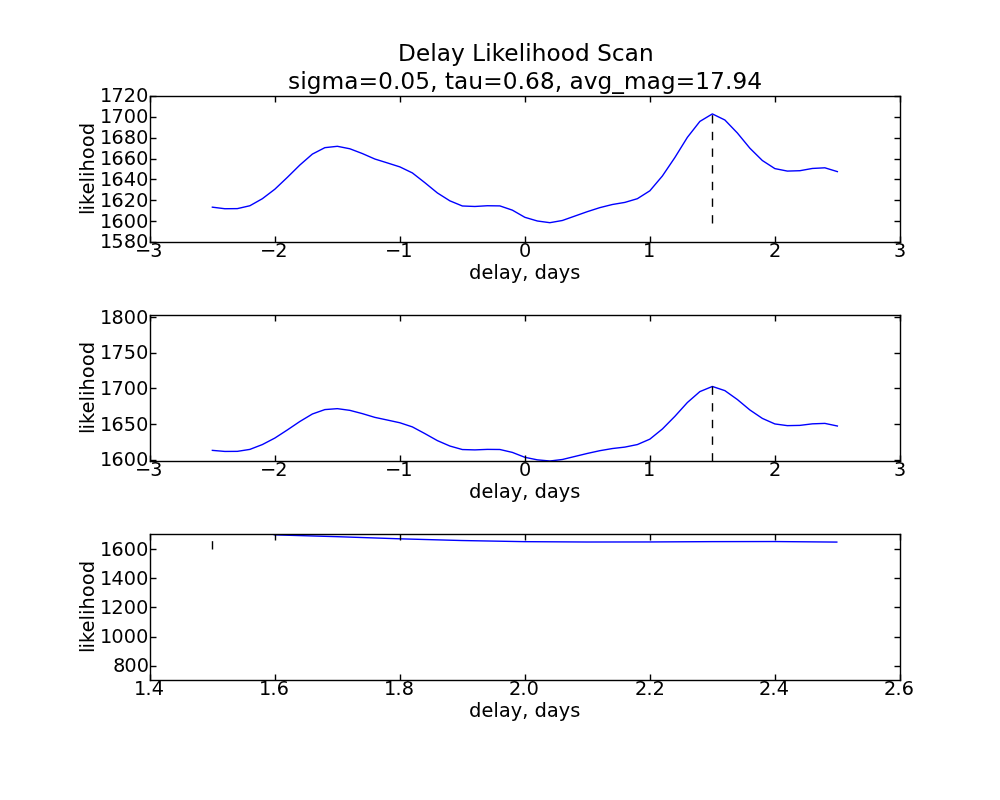 Delay Likelihood Scan
sigma=0.05, tau=0.68, avg_mag=17.94
likelihood
1720
1700
1680
1660
1640
1620
1600
1580
−3 −2 −1 0 1 2 3
delay, days
likelihood
1800
1750
1700
1650
1600
−3 −2 −1 0 1 2 3
delay, days
likelihood
1600
1400
1200
1000
800
1.4 1.6 1.8 2.0 2.2 2.4 2.6
delay, days